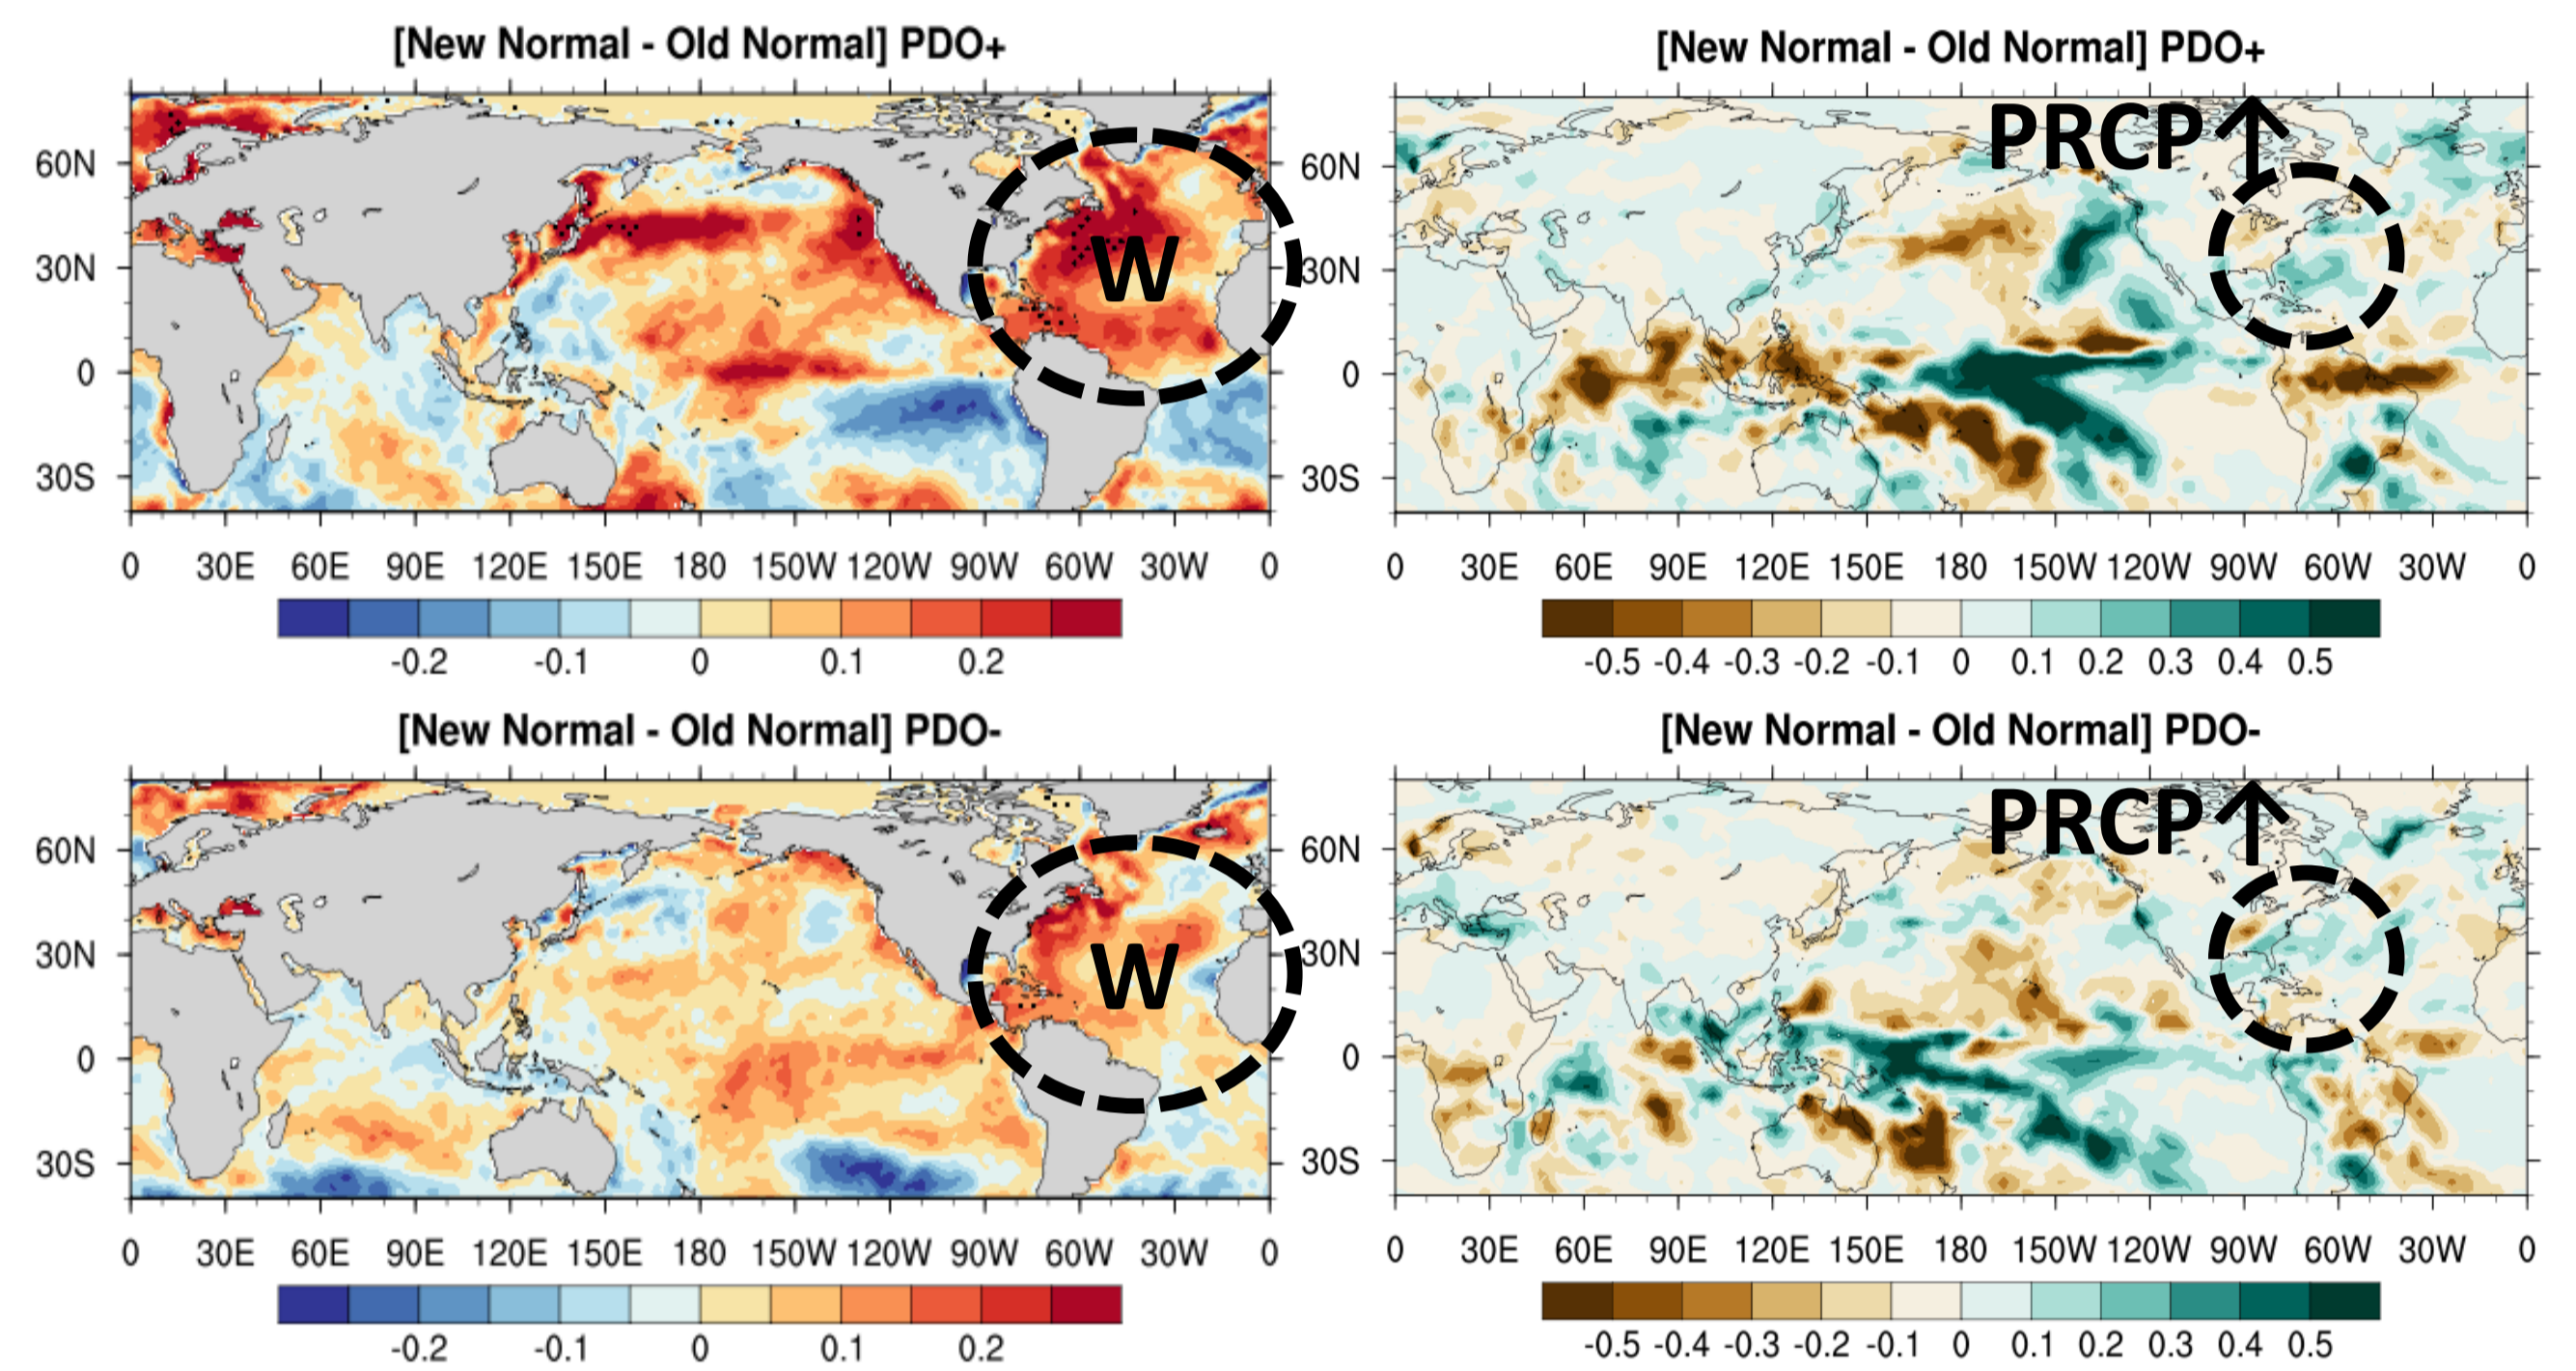 [New Normal - Old Normal] PDO+
60N
30N
0
30S
W
0 30E 60E 90E 120E 150E 180 150W 120W 90W 60W 30W 0
-0.2 -0.1 0 0.1 0.2
[New Normal - Old Normal] PDO+
PRCP ↑
60N
30N
0
30S
0 30E 60E 90E 120E 150E 180 150W 120W 90W 60W 30W 0
-0.5 -0.4 -0.3 -0.2 -0.1 0 0.1 0.2 0.3 0.4 0.5
[New Normal - Old Normal] PDO-
60N
30N
0
30S
W
0 30E 60E 90E 120E 150E 180 150W 120W 90W 60W 30W 0
-0.2 -0.1 0 0.1 0.2
[New Normal - Old Normal] PDO-
PRCP ↑
60N
30N
0
30S
0 30E 60E 90E 120E 150E 180 150W 120W 90W 60W 30W 0
-0.5 -0.4 -0.3 -0.2 -0.1 0 0.1 0.2 0.3 0.4 0.5